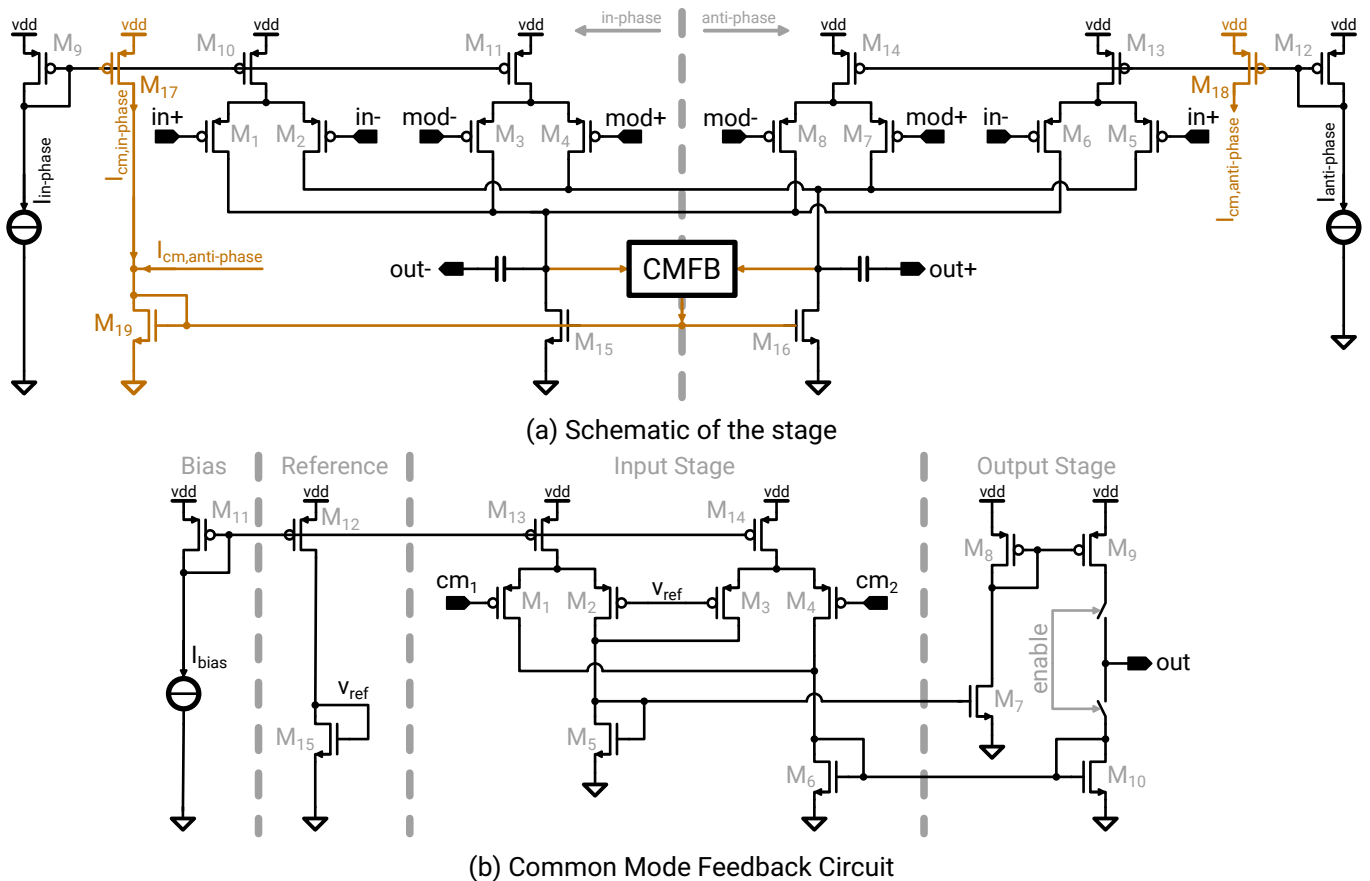 in-phase anti-phase
vdd vdd vdd vdd vdd vdd vdd vdd
M9 M10 M11 M14 M13 M12
M17 M18
in+ in- mod- mod+ mod- mod+ in- in+
M1 M2 M3 M4 M8 M7 M6 M5
Iin-phase
Icm,in-phase
Icm,anti-phase
Ianti-phase
Icm,anti-phase
out- CMFB out+
M19 M15 M16
(a) Schematic of the stage
Bias Reference Input Stage Output Stage
vdd vdd vdd vdd vdd vdd
M11 M12 M13 M14
M8 M9
cm1 vref cm2
M1 M2 M3 M4
enable
Ibias
out
vref
M7
M15 M5
M6 M10
(b) Common Mode Feedback Circuit